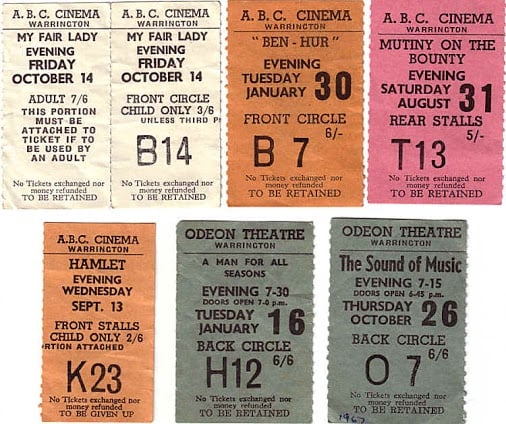 A.B.C. CINEMA
WARRINGTON
MY FAIR LADY
EVENING
FRIDAY
OCTOBER 14
ADULT 7/6
THIS PORTION
MUST BE
ATTACHED TO
TICKET IF TO
BE USED BY
AN ADULT
No Tickets exchanged nor
money refunded
TO BE RETAINED
A.B.C. CINEMA
WARRINGTON
MY FAIR LADY
EVENING
FRIDAY
OCTOBER 14
FRONT CIRCLE
CHILD ONLY 3/6
UNLESS THIRD P
B14
No Tickets exchanged nor
money refunded
TO BE RETAINED
A.B.C. CINEMA
WARRINGTON
"BEN-HUR"
EVENING
TUESDAY
JANUARY 30
FRONT CIRCLE
6/-
B 7
No Tickets exchanged nor
money refunded
TO BE RETAINED
A.B.C. CINEMA
WARRINGTON
MUTINY ON THE
BOUNTY
EVENING
SATURDAY
AUGUST 31
REAR STALLS
5/-
T13
No Tickets exchanged nor
money refunded
TO BE RETAINED
A.B.C. CINEMA
WARRINGTON
HAMLET
EVENING
WEDNESDAY
SEPT. 13
FRONT STALLS
CHILD ONLY 2/6
RTION ATTACHED
K23
No Tickets exchanged nor
money refunded
TO BE GIVEN UP
ODEON THEATRE
WARRINGTON
A MAN FOR ALL
SEASONS
EVENING 7-30
DOORS OPEN 7-0 p.m.
TUESDAY
JANUARY 16
BACK CIRCLE
6/6
H12
No Tickets exchanged nor
money refunded
TO BE RETAINED
ODEON THEATRE
WARRINGTON
The Sound of Music
EVENING 7-15
DOORS OPEN 6-45 p.m.
THURSDAY
OCTOBER 26
BACK CIRCLE
6/6
O 7
No Tickets exchanged nor
money refunded
TO BE RETAINED
1967